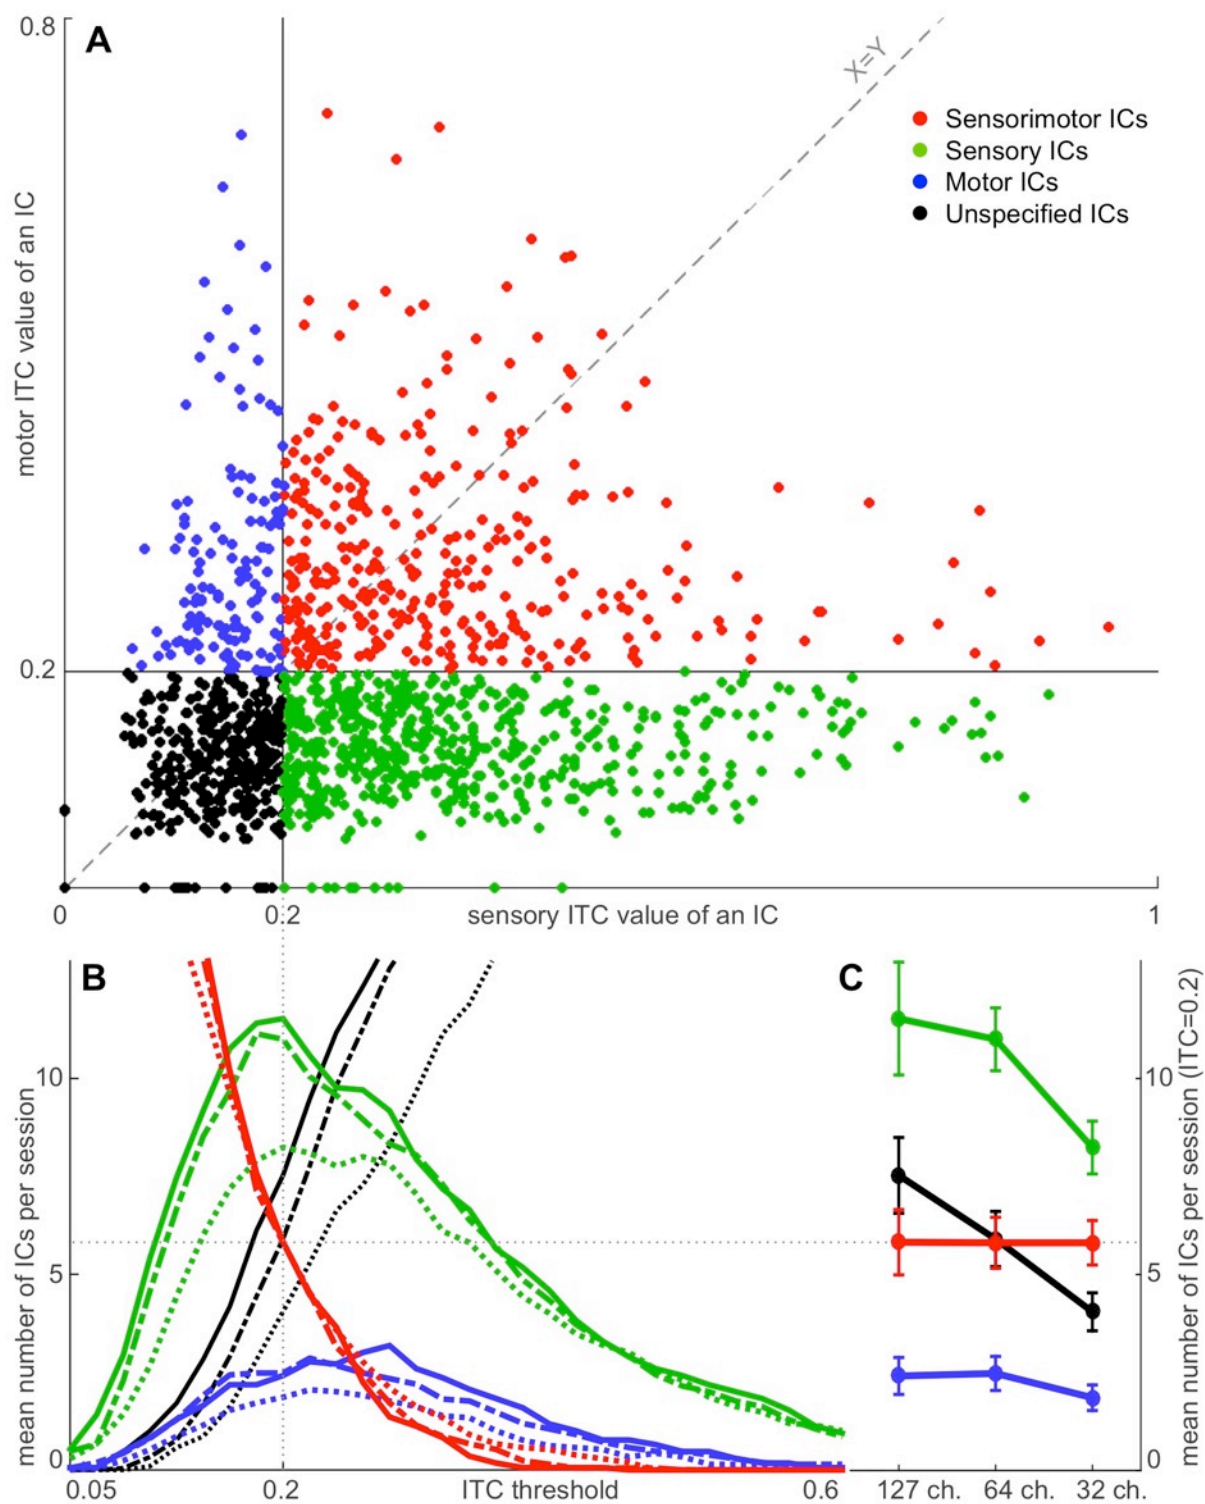 0.8
A
X=Y
Sensorimotor ICs
Sensory ICs
Motor ICs
Unspecified ICs
motor ITC value of an IC
0.2
0
0.2
sensory ITC value of an IC
1
B
C
10
10
5
5
0
0
mean number of ICs per session
mean number of ICs per session (ITC=0.2)
0.05
0.2
ITC threshold
0.6
127 ch.
64 ch.
32 ch.